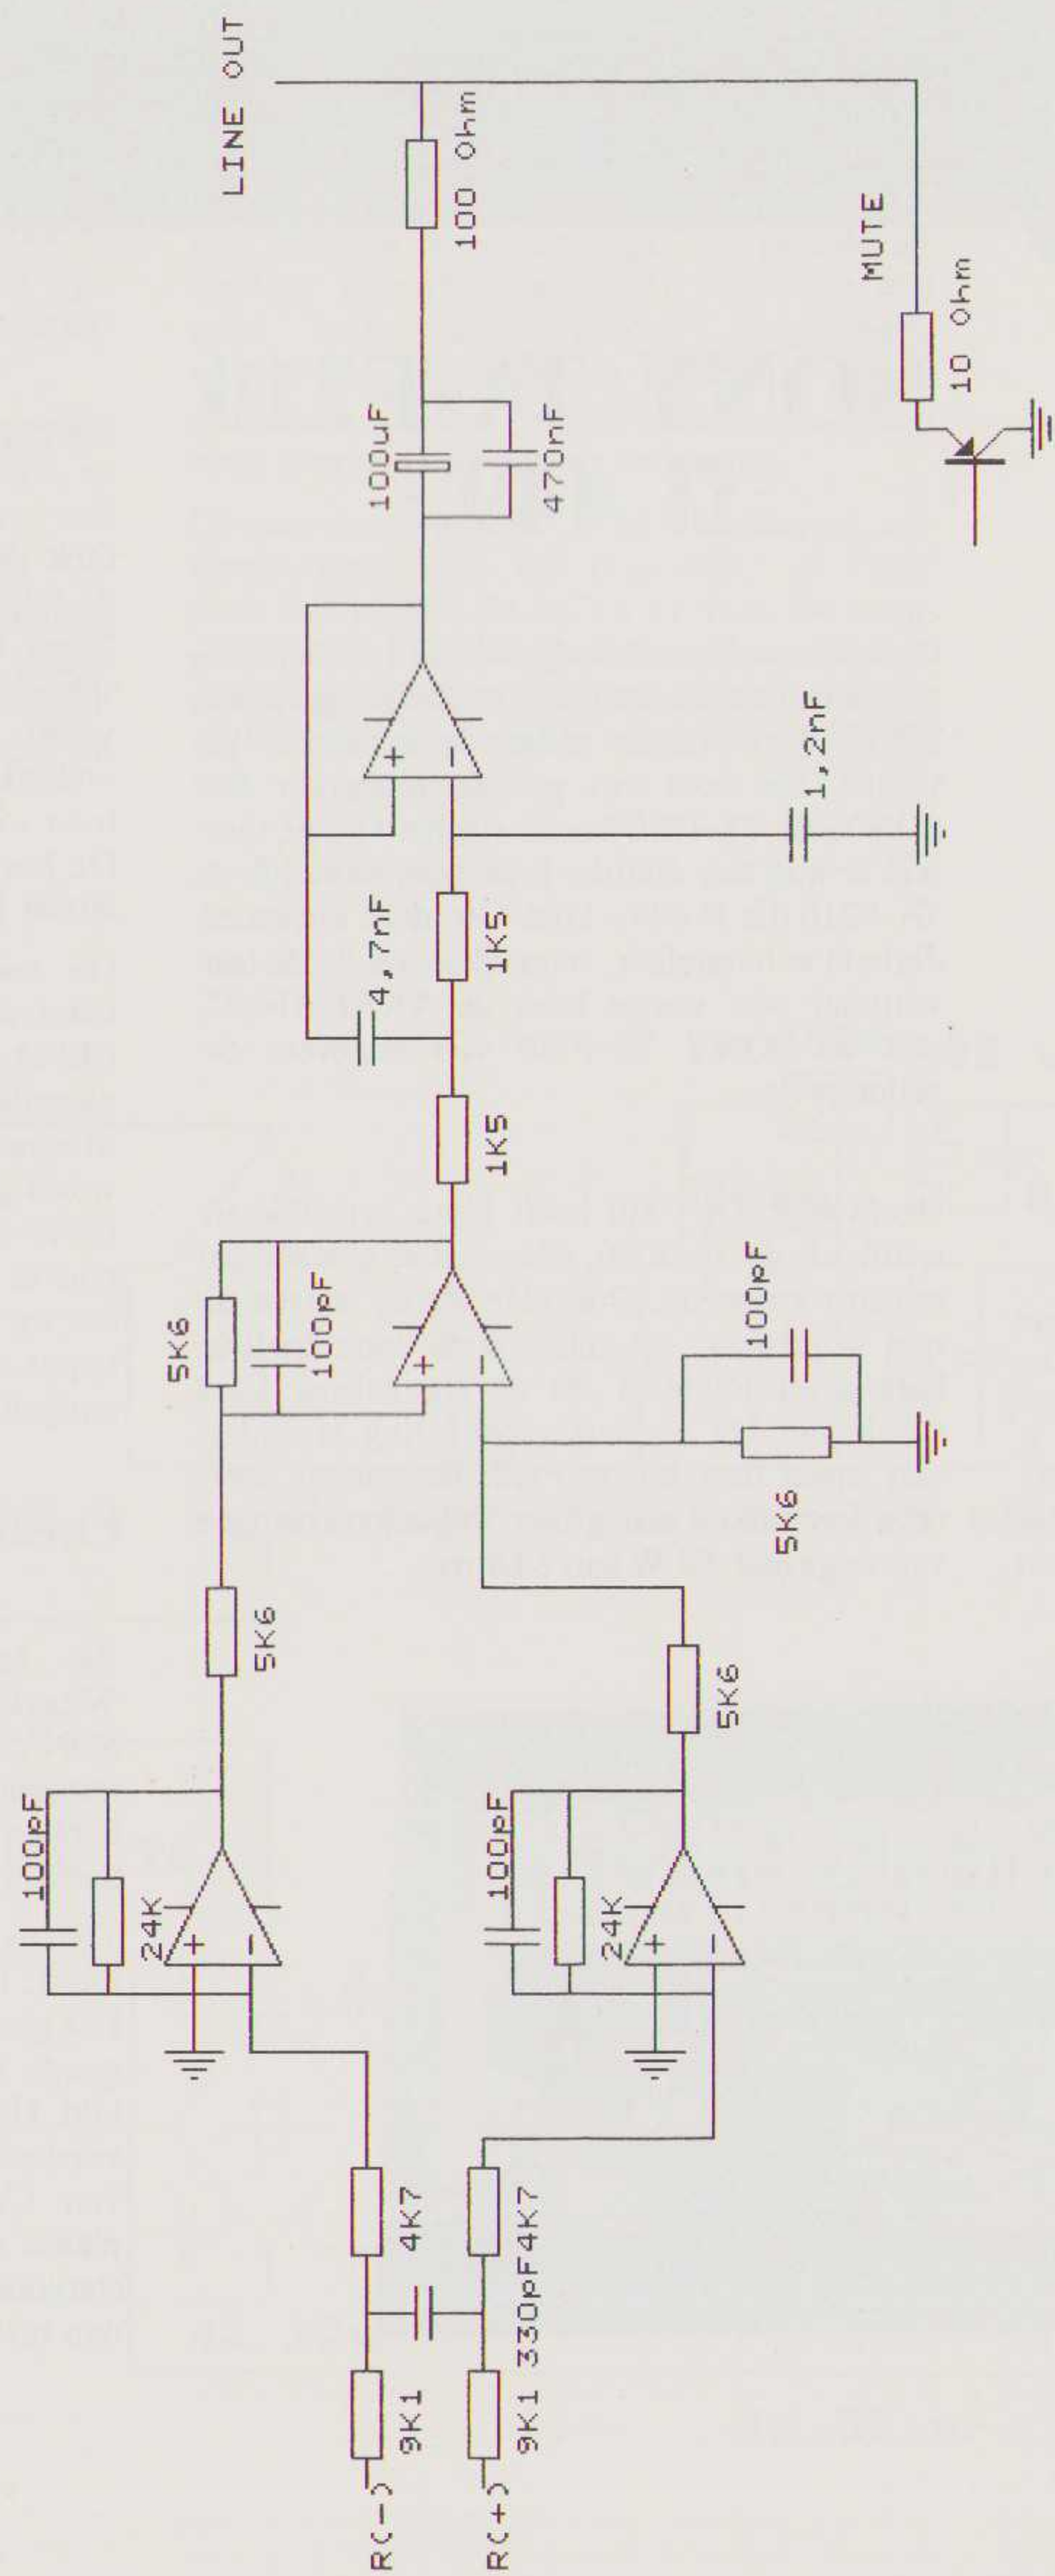 LINE OUT
100 Ohm
MUTE
10 Ohm
100uF
470nF
+
-
1,2nF
4,7nF
1K5
1K5
5K6
100pF
+
-
100pF
5K6
5K6
5K6
100pF
24K
+
-
100pF
24K
+
-
4K7
9K1
9K1 330pF4K7
R(-)
R(+)